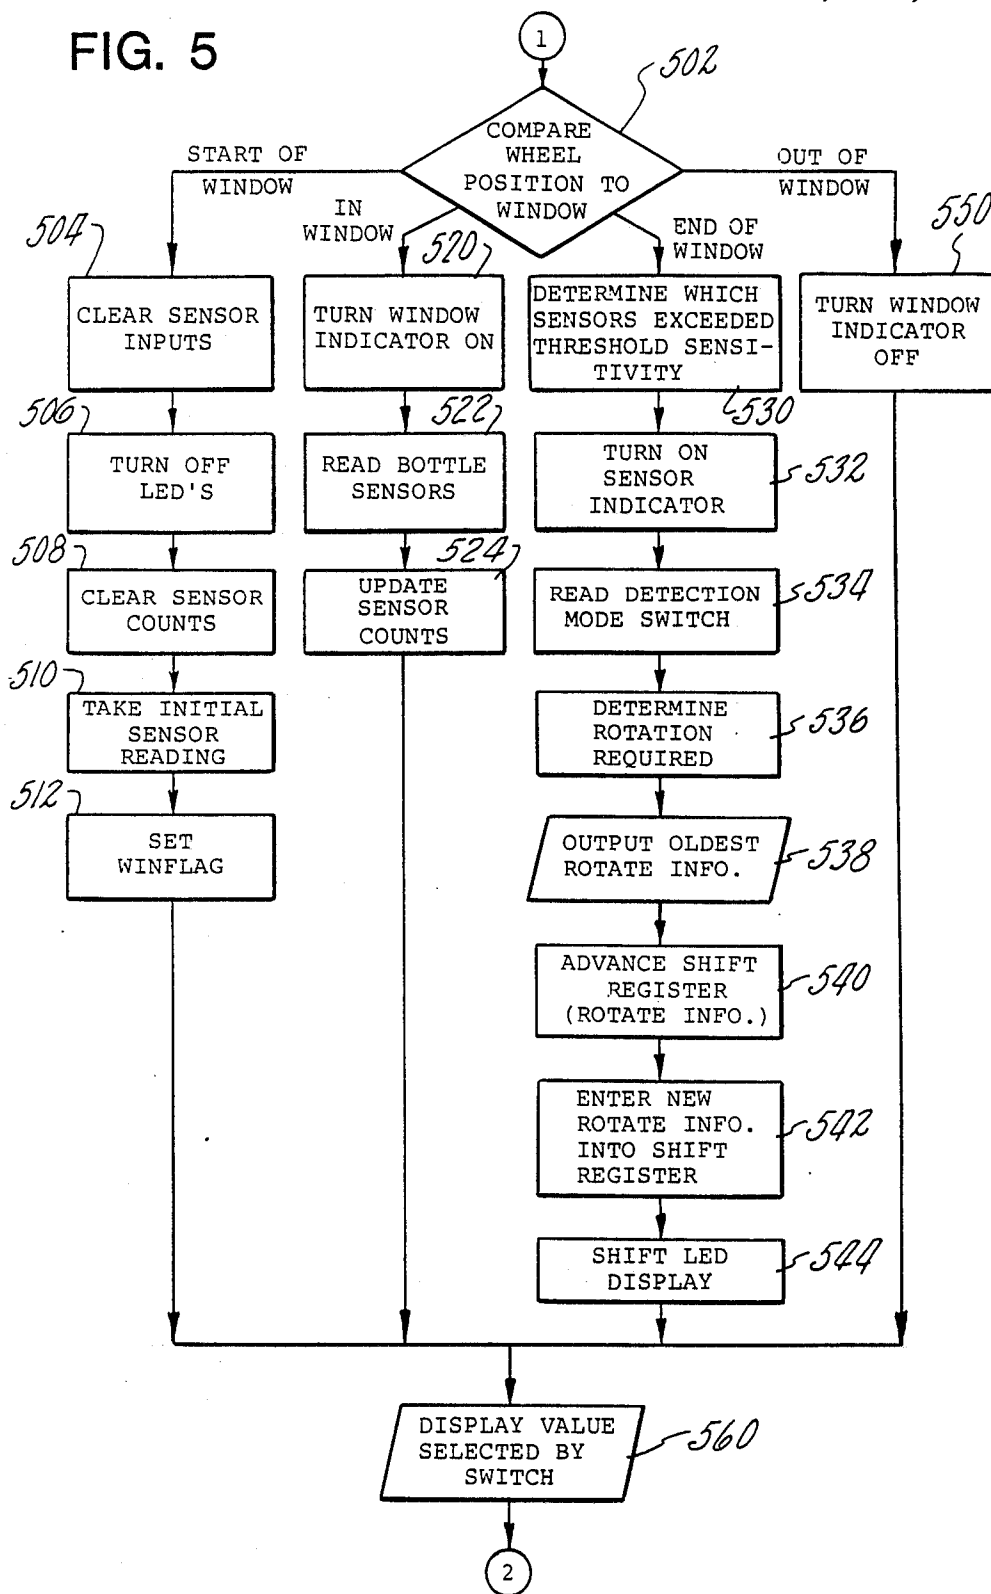 FIG. 5
1
502
COMPARE
WHEEL
POSITION TO
WINDOW
START OF
WINDOW
IN
WINDOW
END OF
WINDOW
OUT OF
WINDOW
504
CLEAR SENSOR
INPUTS
506
TURN OFF
LED'S
508
CLEAR SENSOR
COUNTS
510
TAKE INITIAL
SENSOR
READING
512
SET
WINFLAG
520
TURN WINDOW
INDICATOR ON
522
READ BOTTLE
SENSORS
524
UPDATE
SENSOR
COUNTS
DETERMINE WHICH
SENSORS EXCEEDED
THRESHOLD SENSI-
TIVITY
530
TURN ON
SENSOR
INDICATOR
532
READ DETECTION
MODE SWITCH
534
DETERMINE
ROTATION
REQUIRED
536
OUTPUT OLDEST
ROTATE INFO.
538
ADVANCE SHIFT
REGISTER
(ROTATE INFO.)
540
ENTER NEW
ROTATE INFO.
INTO SHIFT
REGISTER
542
SHIFT LED
DISPLAY
544
550
TURN WINDOW
INDICATOR
OFF
DISPLAY VALUE
SELECTED BY
SWITCH
560
2